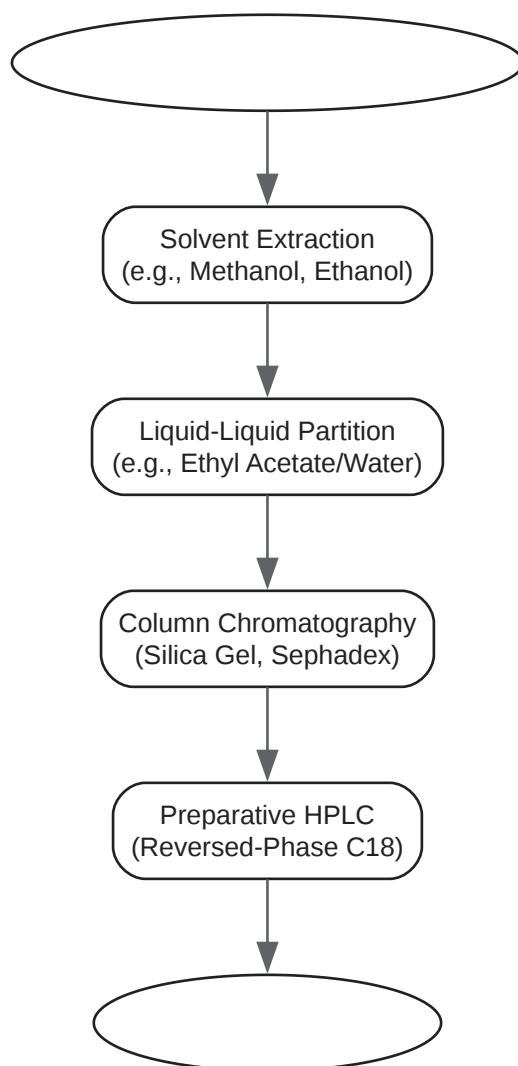 Solvent Extraction
(e.g., Methanol, Ethanol)
Liquid-Liquid Partition
(e.g., Ethyl Acetate/Water)
Column Chromatography
(Silica Gel, Sephadex)
Preparative HPLC
(Reversed-Phase C18)